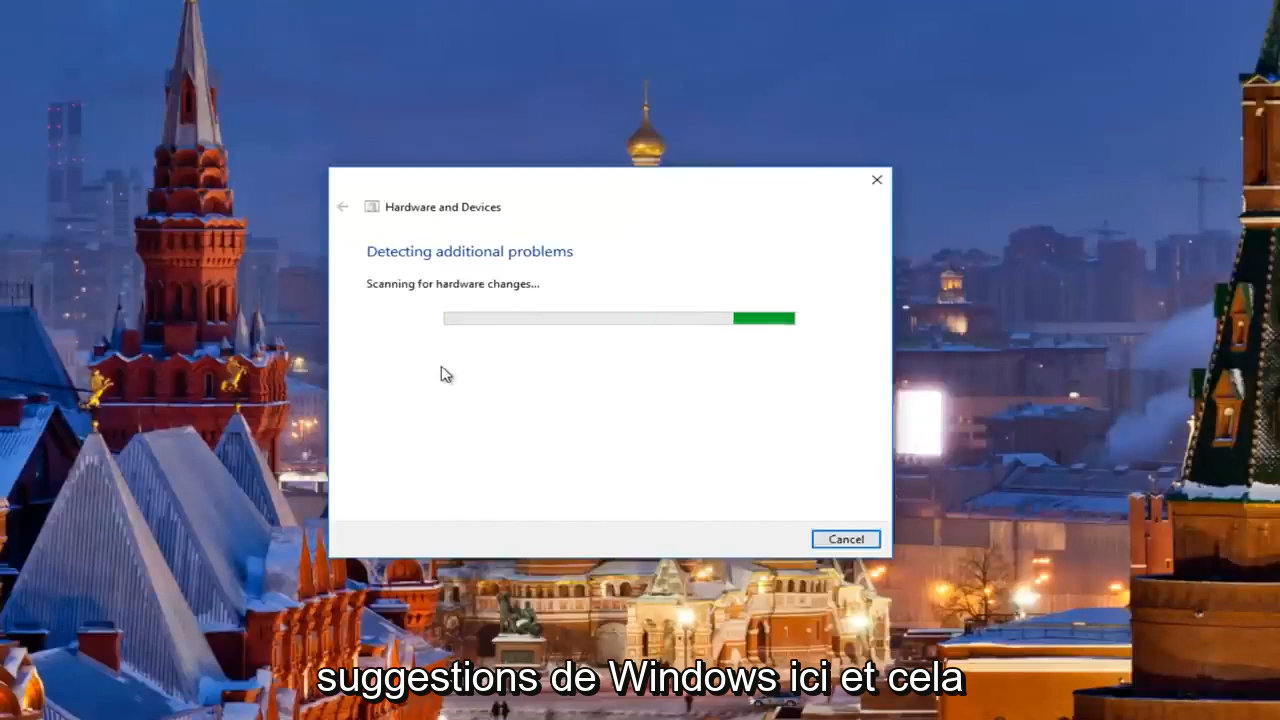 Hardware and Devices
Detecting additional problems
Scanning for hardware changes...
Cancel
suggestions de Windows ici et cela